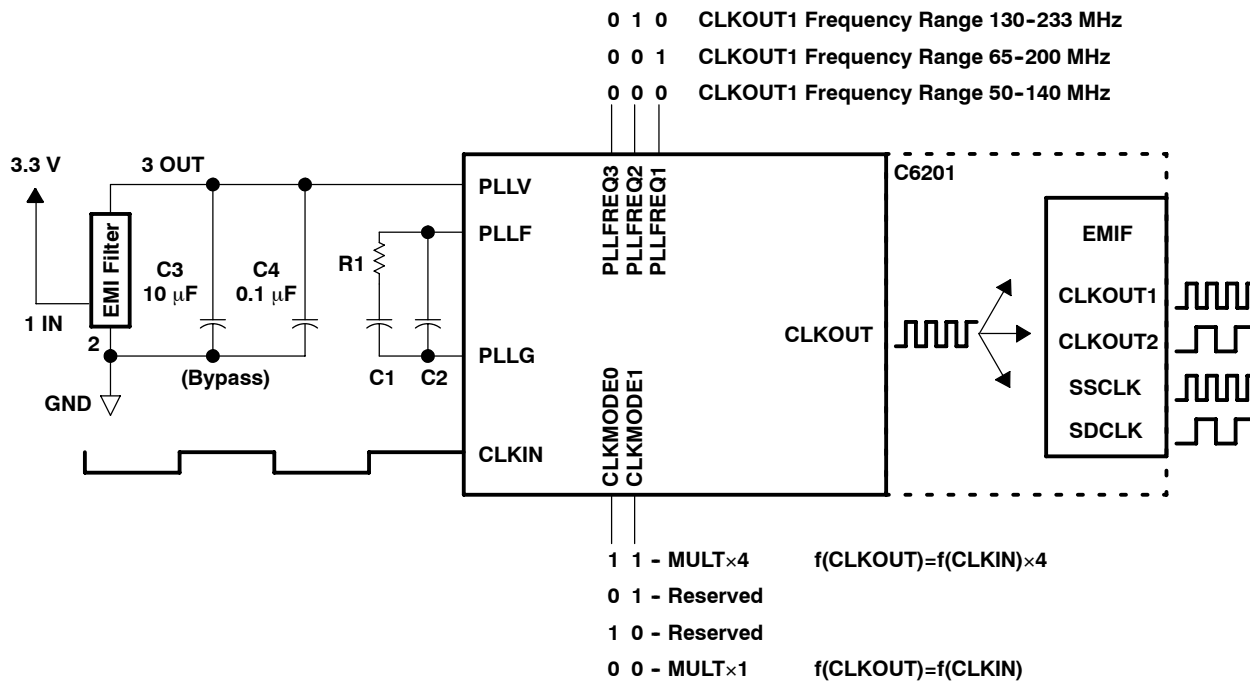 0 1 0 CLKOUT1 Frequency Range 130-233 MHz
0 0 1 CLKOUT1 Frequency Range 65-200 MHz
0 0 0 CLKOUT1 Frequency Range 50-140 MHz
3.3 V
3 OUT
EMI Filter
1 IN
2
GND
C3
10 μF
C4
0.1 μF
(Bypass)
R1
C1
C2
PLLV
PLLF
PLLG
CLKIN
PLLFREQ3
PLLFREQ2
PLLFREQ1
CLKMODE0
CLKMODE1
CLKOUT
C6201
EMIF
CLKOUT1
CLKOUT2
SSCLK
SDCLK
1 1 - MULT×4 f(CLKOUT)=f(CLKIN)×4
0 1 - Reserved
1 0 - Reserved
0 0 - MULT×1 f(CLKOUT)=f(CLKIN)